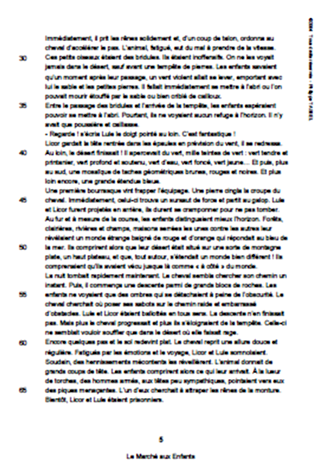 Immédiatement, il prit les rênes solidement et, d'un coup de talon, ordonna au
cheval d'accélérer le pas. L'animal, fatigué, eut du mal à prendre de la vitesse.
30 Ces petits oiseaux étaient des bridules. Ils étaient inoffensifs. On ne les voyait
jamais dans le désert, sauf avant une tempête de pierres. Les enfants savaient
qu'un moment après leur passage, un vent violent allait se lever, emportant avec
lui le sable et les petites pierres. Il fallait immédiatement se mettre à l'abri ou l'on
pouvait mourir étouffé par le sable ou bien criblé de cailloux.
35 Entre le passage des bridules et l'arrivée de la tempête, les enfants espéraient
pouvoir se mettre à l'abri. Pourtant, ils ne voyaient aucun refuge à l'horizon. Il n'y
avait que poussière et caillasse.
- Regarde ! s'écria Luie le doigt pointé au loin. C'est fantastique !
Licor gardait la tête rentrée dans les épaules en prévision du vent, il se redressa.
40 Au loin, le désert finissait ! Il apercevait du vert, mille teintes de vert : vert tendre et
printanier, vert profond et soutenu, vert d'eau, vert foncé, vert jaune… Et puis, plus
au sud, une mosaïque de taches géométriques brunes, rouges et noires. Et plus
loin encore, une grande étendue bleue.
Une première bourrasque vint frapper l'équipage. Une pierre cingla la croupe du
45 cheval. Immédiatement, celui-ci trouva un sursaut de force et partit au galop. Luie
et Licor furent projetés en arrière, ils durent se cramponner pour ne pas tomber.
Au fur et à mesure de la course, les enfants distinguaient mieux l'horizon. Forêts,
clairières, rivières et champs, maisons semées les unes contre les autres leur
révélaient un monde étrange baigné de rouge et d'orange qui répondait au bleu de
50 la mer. Ils comprirent alors que leur désert était situé sur une sorte de montagne
plate, un haut plateau, et que, tout autour, s'étendait un monde bien différent ! Ils
comprenaient qu'ils avaient vécu jusque là comme « à côté » du monde.
La nuit tombait rapidement maintenant. Le cheval sembla chercher son chemin un
instant. Puis, il commença une descente parmi de grands blocs de roches. Les
55 enfants ne voyaient que des ombres qui se détachaient à peine de l'obscurité. Le
cheval cherchait où poser ses sabots sur le chemin raide et embarrassé
d'obstacles. Luie et Licor étaient ballottés en tous sens. La descente n'en finissait
pas. Mais plus le cheval progressait et plus ils s'éloignaient de la tempête. Celle-ci
ne semblait vouloir souffler que dans le désert où elle faisait rage.
60 Encore quelques pas et le sol redevint plat. Le cheval reprit une allure douce et
régulière. Fatigués par les émotions et le voyage, Licor et Luie somnolaient.
Soudain, des hennissements mécontents les réveillèrent. L'animal donnait de
grands coups de tête. Les enfants comprirent alors ce qui leur arrivait. À la lueur
de torches, des hommes armés, aux têtes peu sympathiques, pointaient vers eux
65 des piques menaçantes. L'un d'eux cherchait à attraper les rênes de la monture.
Bientôt, Licor et Luie étaient prisonniers.
5
Le Marché aux Enfants